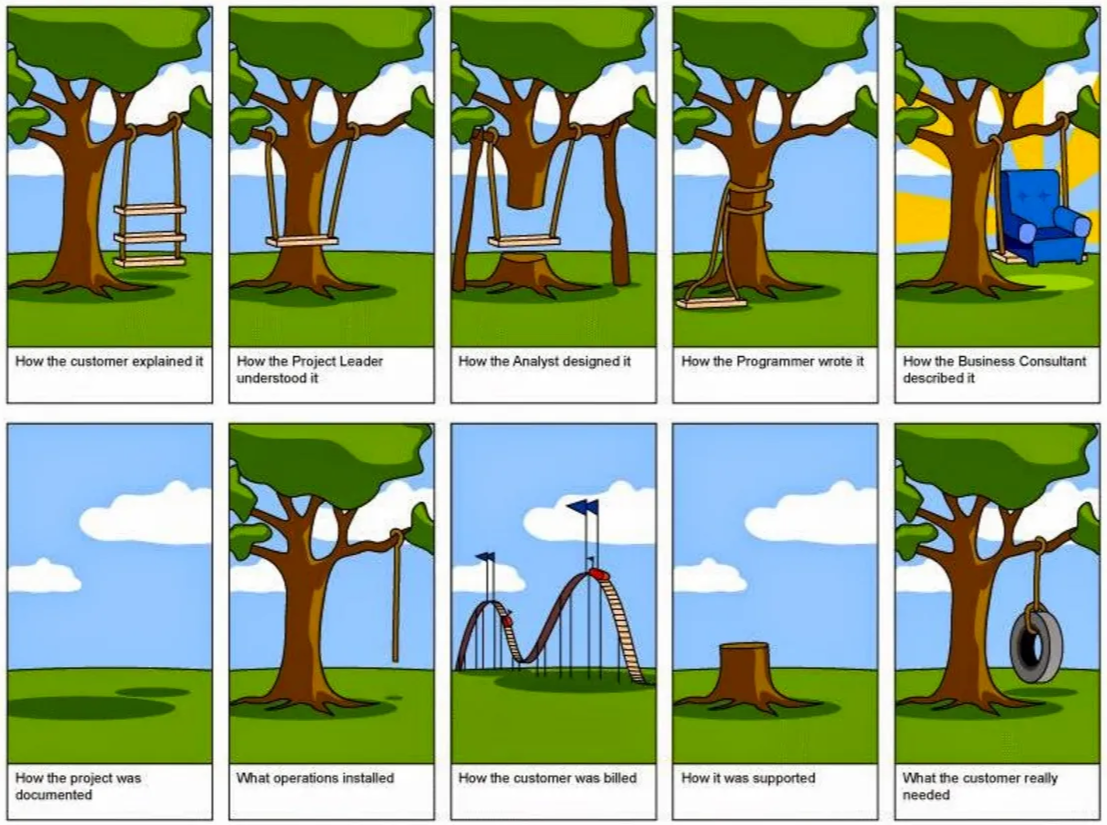 How the customer explained it
How the Project Leader
understood it
How the Analyst designed it
How the Programmer wrote it
How the Business Consultant
described it
How the project was
documented
What operations installed
How the customer was billed
How it was supported
What the customer really
needed